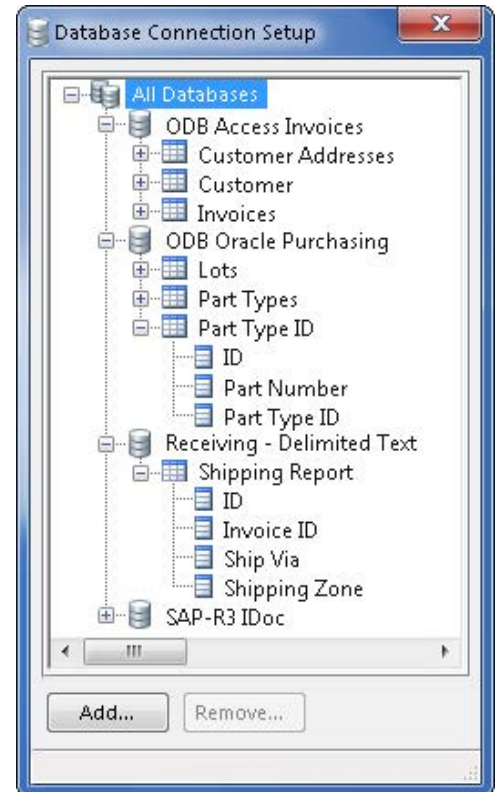 Database Connection Setup
All Databases
ODB Access Invoices
Customer Addresses
Customer
Invoices
ODB Oracle Purchasing
Lots
Part Types
Part Type ID
ID
Part Number
Part Type ID
Receiving - Delimited Text
Shipping Report
ID
Invoice ID
Ship Via
Shipping Zone
SAP-R3 IDoc
Add...
Remove...